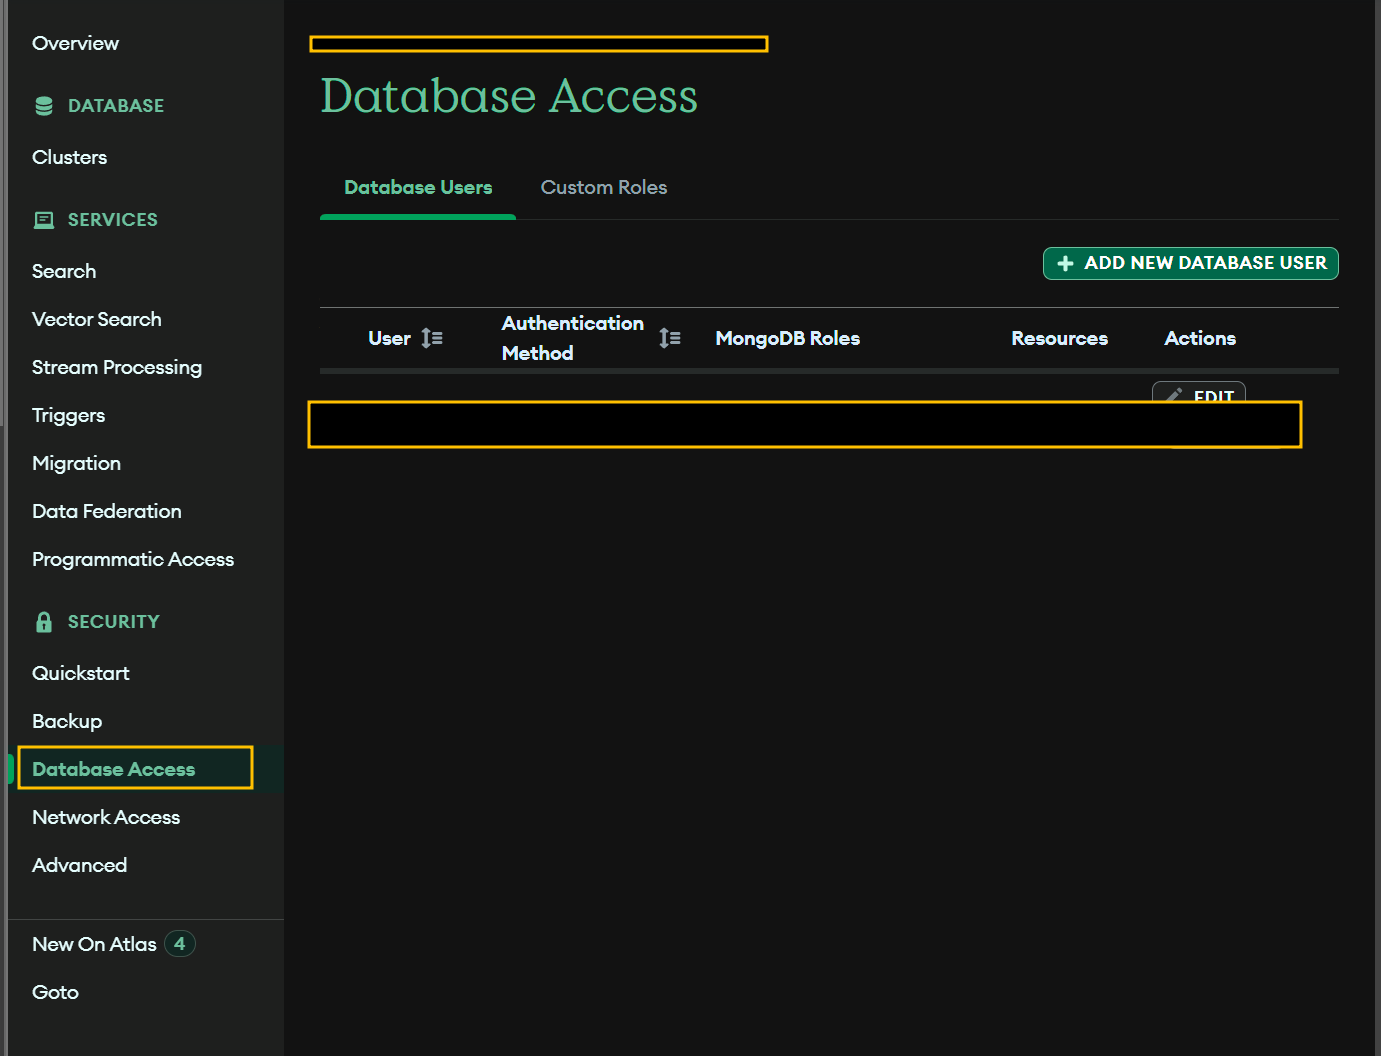 Overview
DATABASE
Clusters
SERVICES
Search
Vector Search
Stream Processing
Triggers
Migration
Data Federation
Programmatic Access
SECURITY
Quickstart
Backup
Database Access
Network Access
Advanced
New On Atlas 4
Goto
Database Access
Database Users Custom Roles
+ ADD NEW DATABASE USER
User Authentication Method MongoDB Roles Resources Actions
EDIT